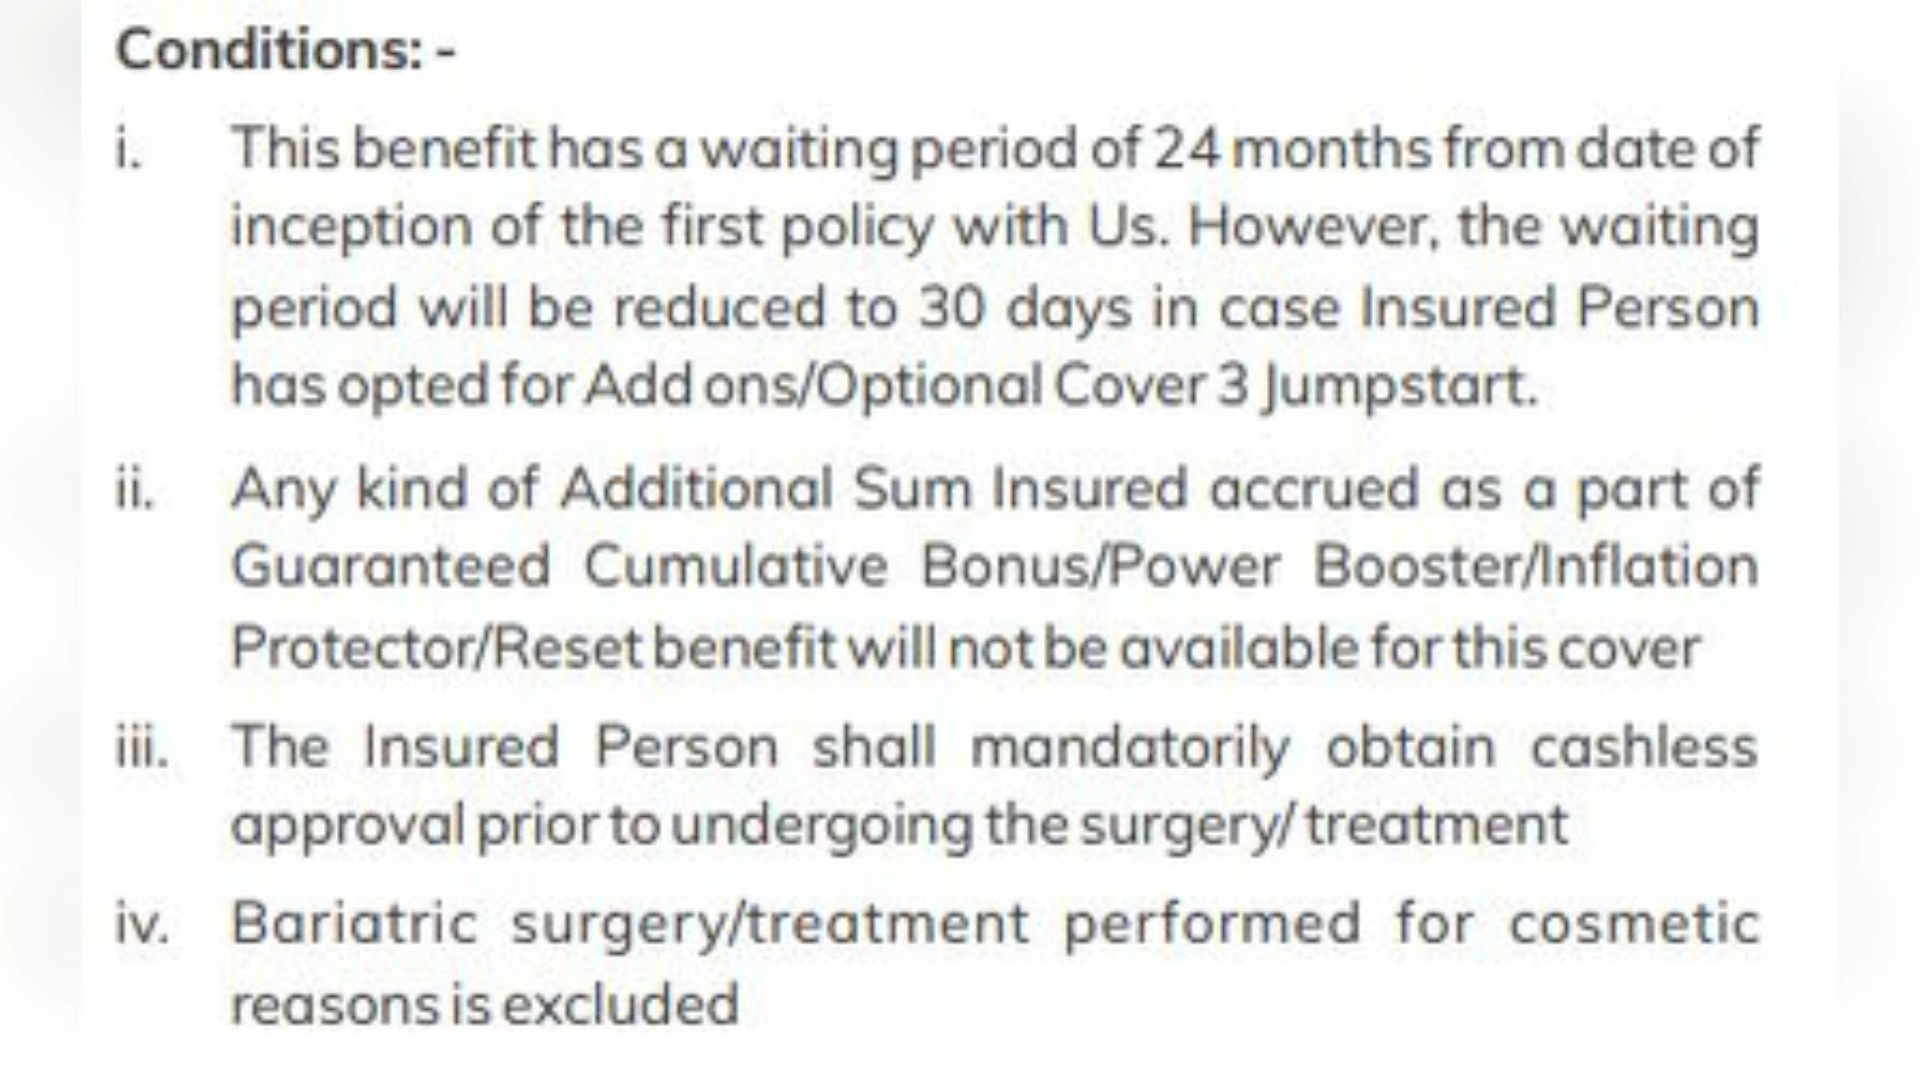 Conditions: -
i. This benefit has a waiting period of 24 months from date of
inception of the first policy with Us. However, the waiting
period will be reduced to 30 days in case Insured Person
has opted for Add ons/Optional Cover 3 Jumpstart.
ii. Any kind of Additional Sum Insured accrued as a part of
Guaranteed Cumulative Bonus/Power Booster/Inflation
Protector/Reset benefit will not be available for this cover
iii. The Insured Person shall mandatorily obtain cashless
approval prior to undergoing the surgery/ treatment
iv. Bariatric surgery/treatment performed for cosmetic
reasons is excluded